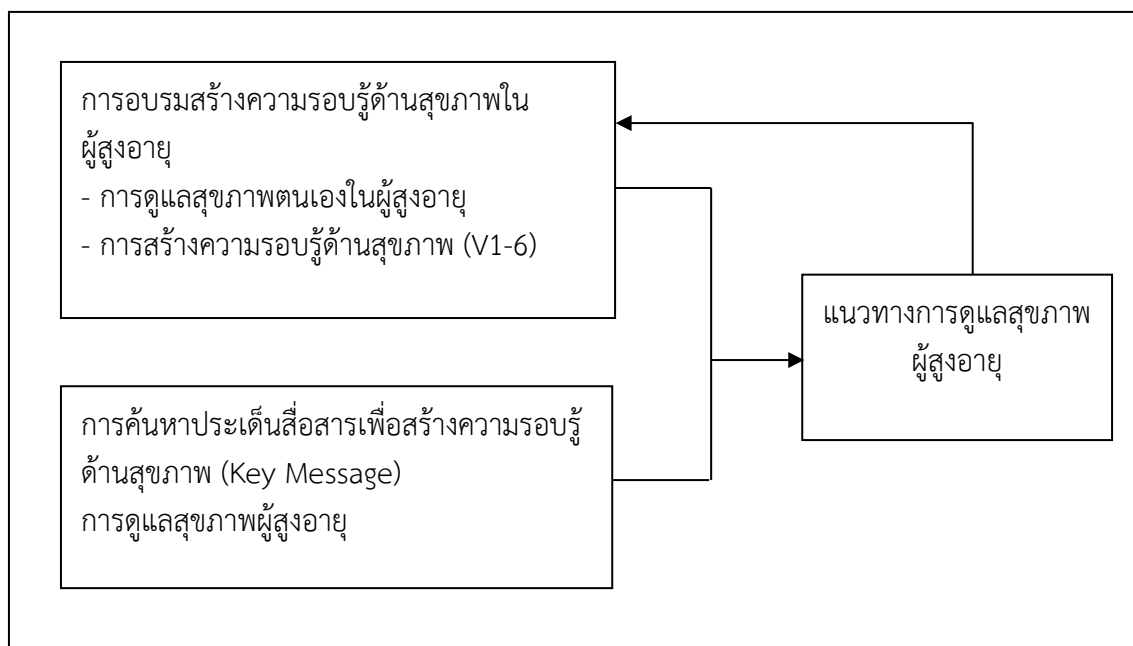 การอบรมสร้างความรอบรู้ด้านสุขภาพใน
ผู้สูงอายุ
- การดูแลสุขภาพตนเองในผู้สูงอายุ
- การสร้างความรอบรู้ด้านสุขภาพ (V1-6)
แนวทางการดูแลสุขภาพ
ผู้สูงอายุ
การค้นหาประเด็นสื่อสารเพื่อสร้างความรอบรู้
ด้านสุขภาพ (Key Message)
การดูแลสุขภาพผู้สูงอายุ